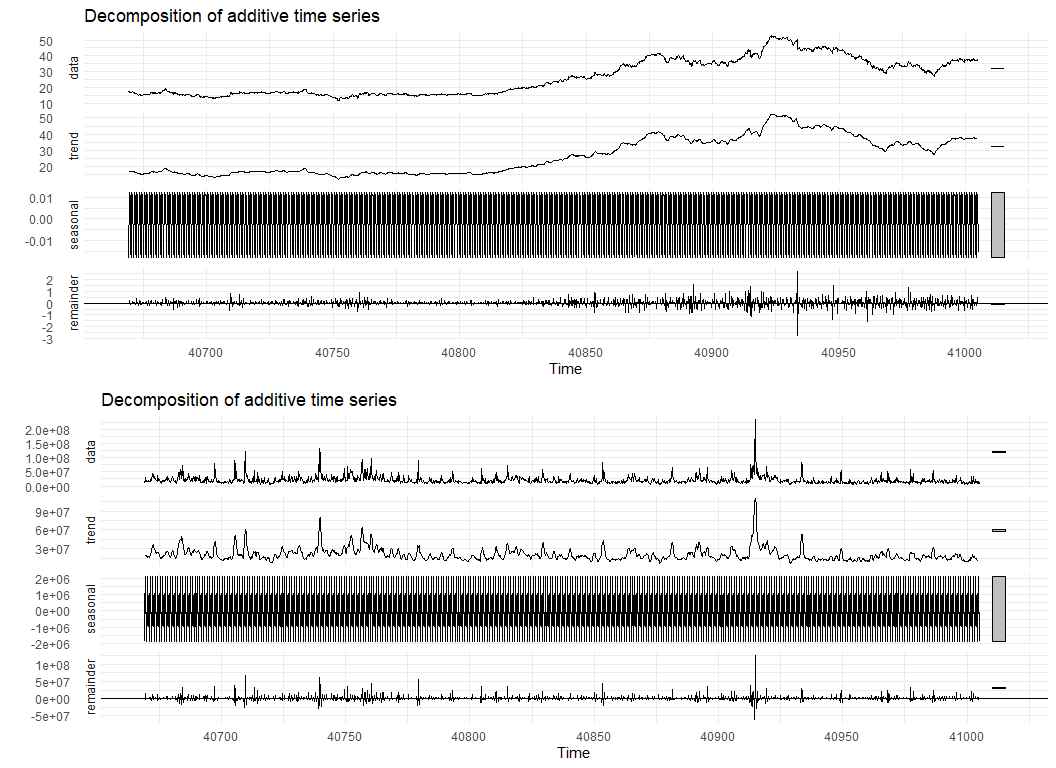 Decomposition of additive time series
50
40
30
20
10
data
50
40
30
20
trend
0.01
0.00
-0.01
seasonal
2
1
0
-1
-2
-3
remainder
40700 40750 40800 40850 40900 40950 41000
Time
Decomposition of additive time series
2.0e+08
1.5e+08
1.0e+08
5.0e+07
0.0e+00
data
9e+07
6e+07
3e+07
trend
2e+06
1e+06
0e+00
-1e+06
-2e+06
seasonal
1e+08
5e+07
0e+00
-5e+07
remainder
40700 40750 40800 40850 40900 40950 41000
Time